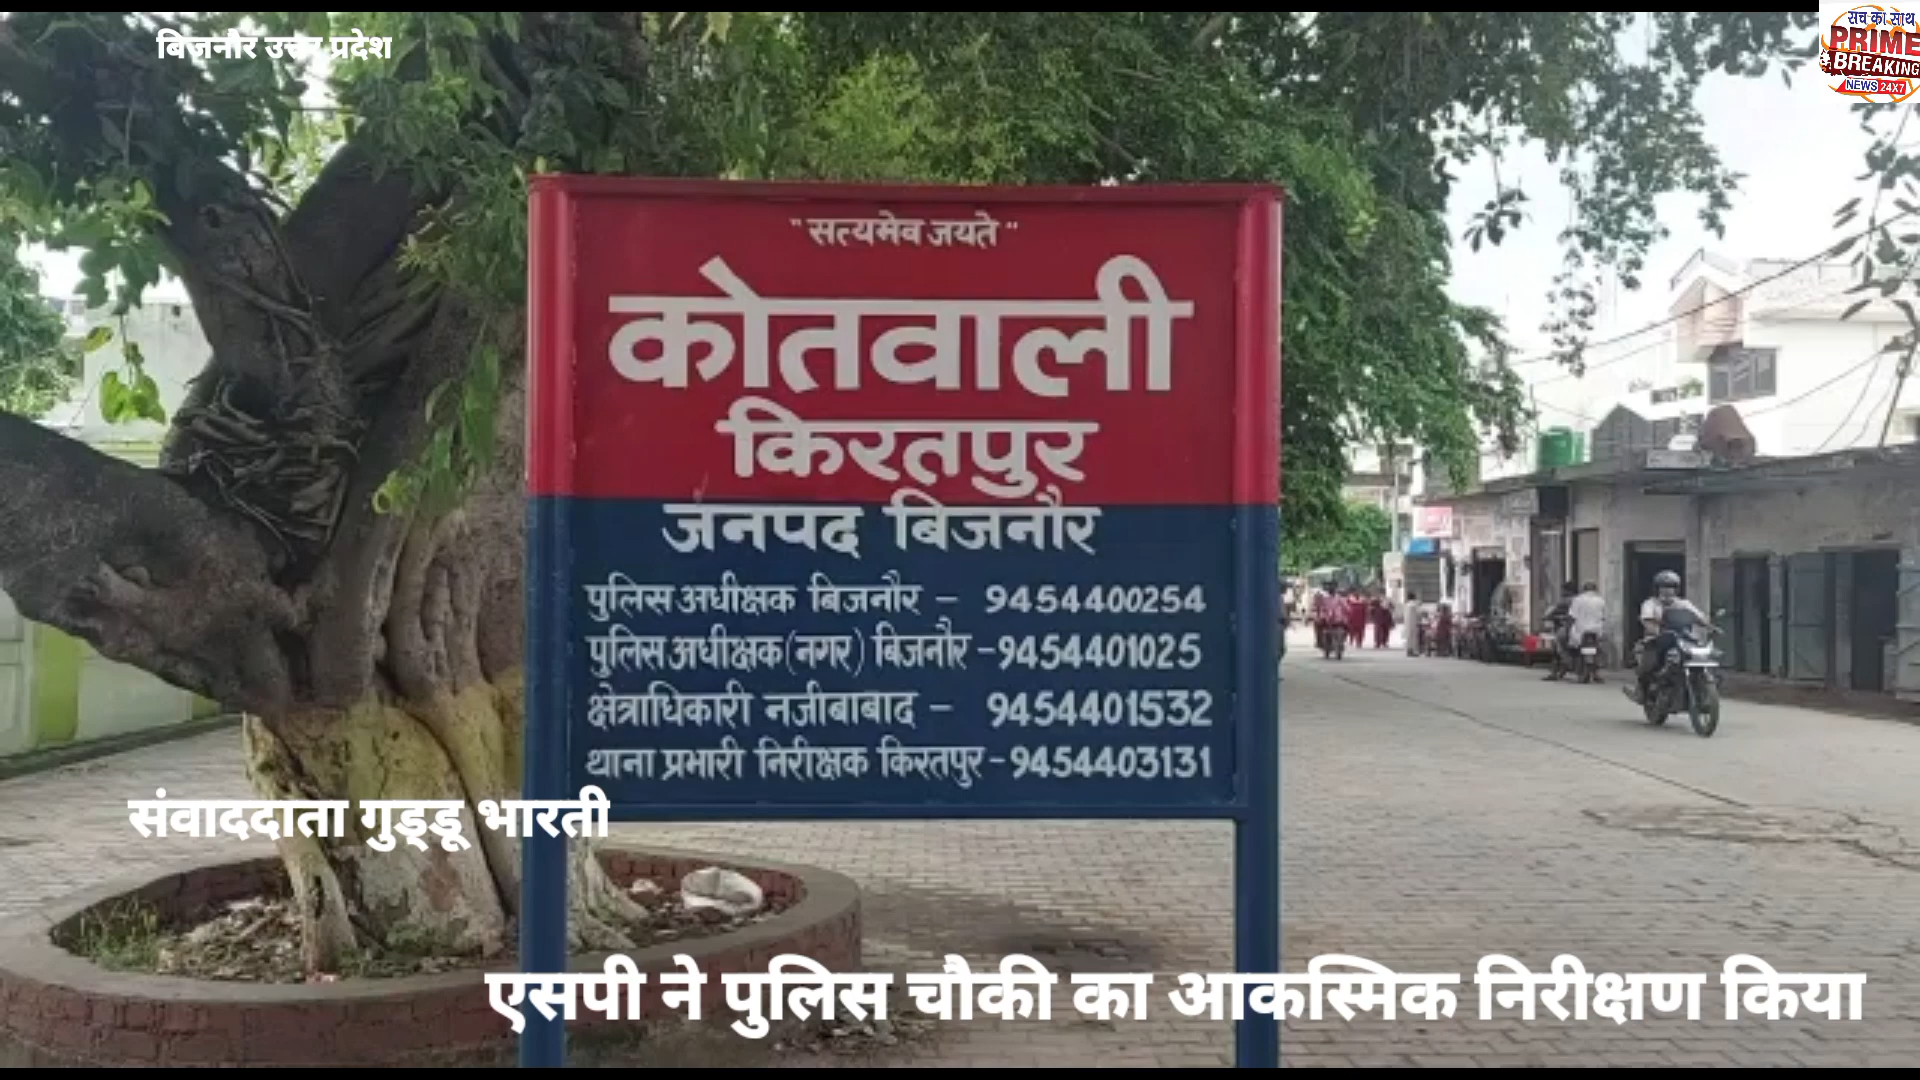 बिजनौर उत्तर प्रदेश
सच का साथ
PRIME
BREAKING
NEWS 24X7
"सत्यमेव जयते"
कोतवाली
किरतपुर
जनपद बिजनौर
पुलिस अधीक्षक बिजनौर - 9454400254
पुलिस अधीक्षक (नगर) बिजनौर - 9454401025
क्षेत्राधिकारी नजीबाबाद - 9454401532
थाना प्रभारी निरीक्षक किरतपुर - 9454403131
संवाददाता गुड्डू भारती
एसपी ने पुलिस चौकी का आकस्मिक निरीक्षण किया